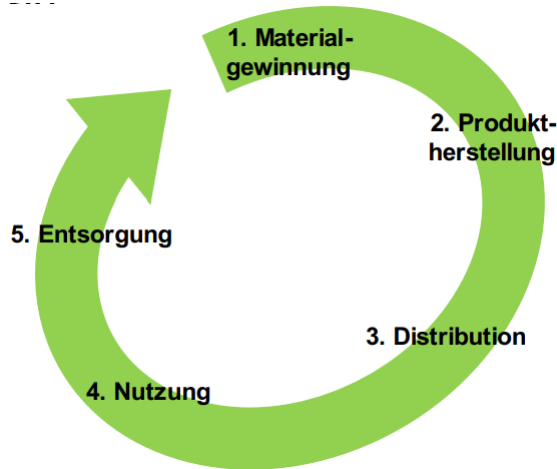 1. Material-
gewinnung
2. Produkt-
herstellung
3. Distribution
4. Nutzung
5. Entsorgung